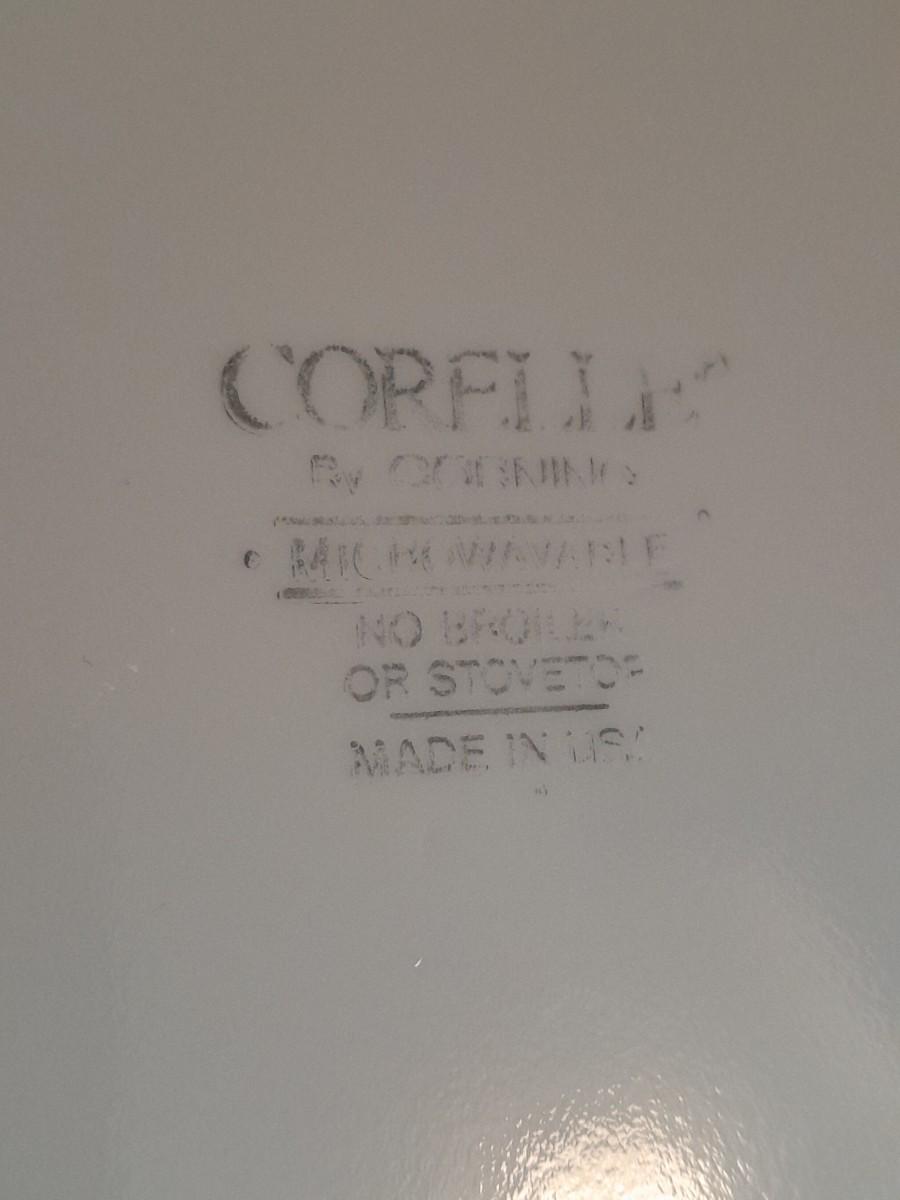 CORELLE
By CORNING
• MICROWAVABLE •
NO BROILER
OR STOVETOP
MADE IN USA